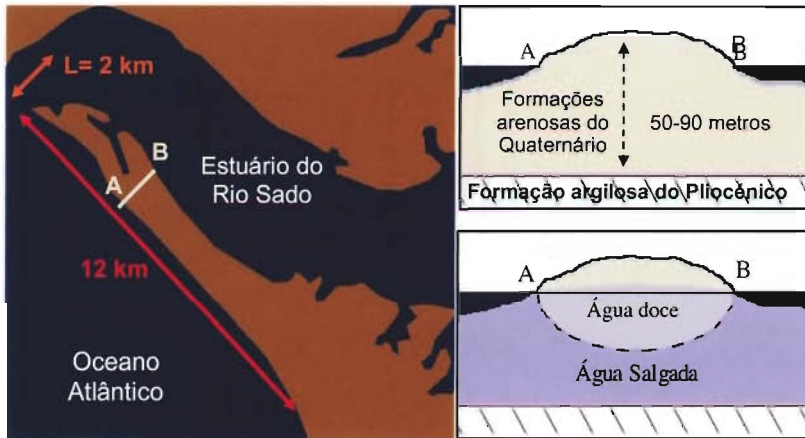 L= 2 km
A
B
Estuário do
Rio Sado
12 km
Oceano
Atlântico
A
B
B
Formações
arenosas do
Quaternário
50-90 metros
Formação argilosa do Pliocénico
A
B
Água doce
Água Salgada